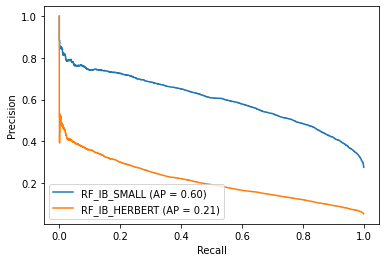 1.0
0.8
0.6
0.4
0.2
Precision
RF_IB_SMALL (AP = 0.60)
RF_IB_HERBERT (AP = 0.21)
0.0 0.2 0.4 0.6 0.8 1.0
Recall